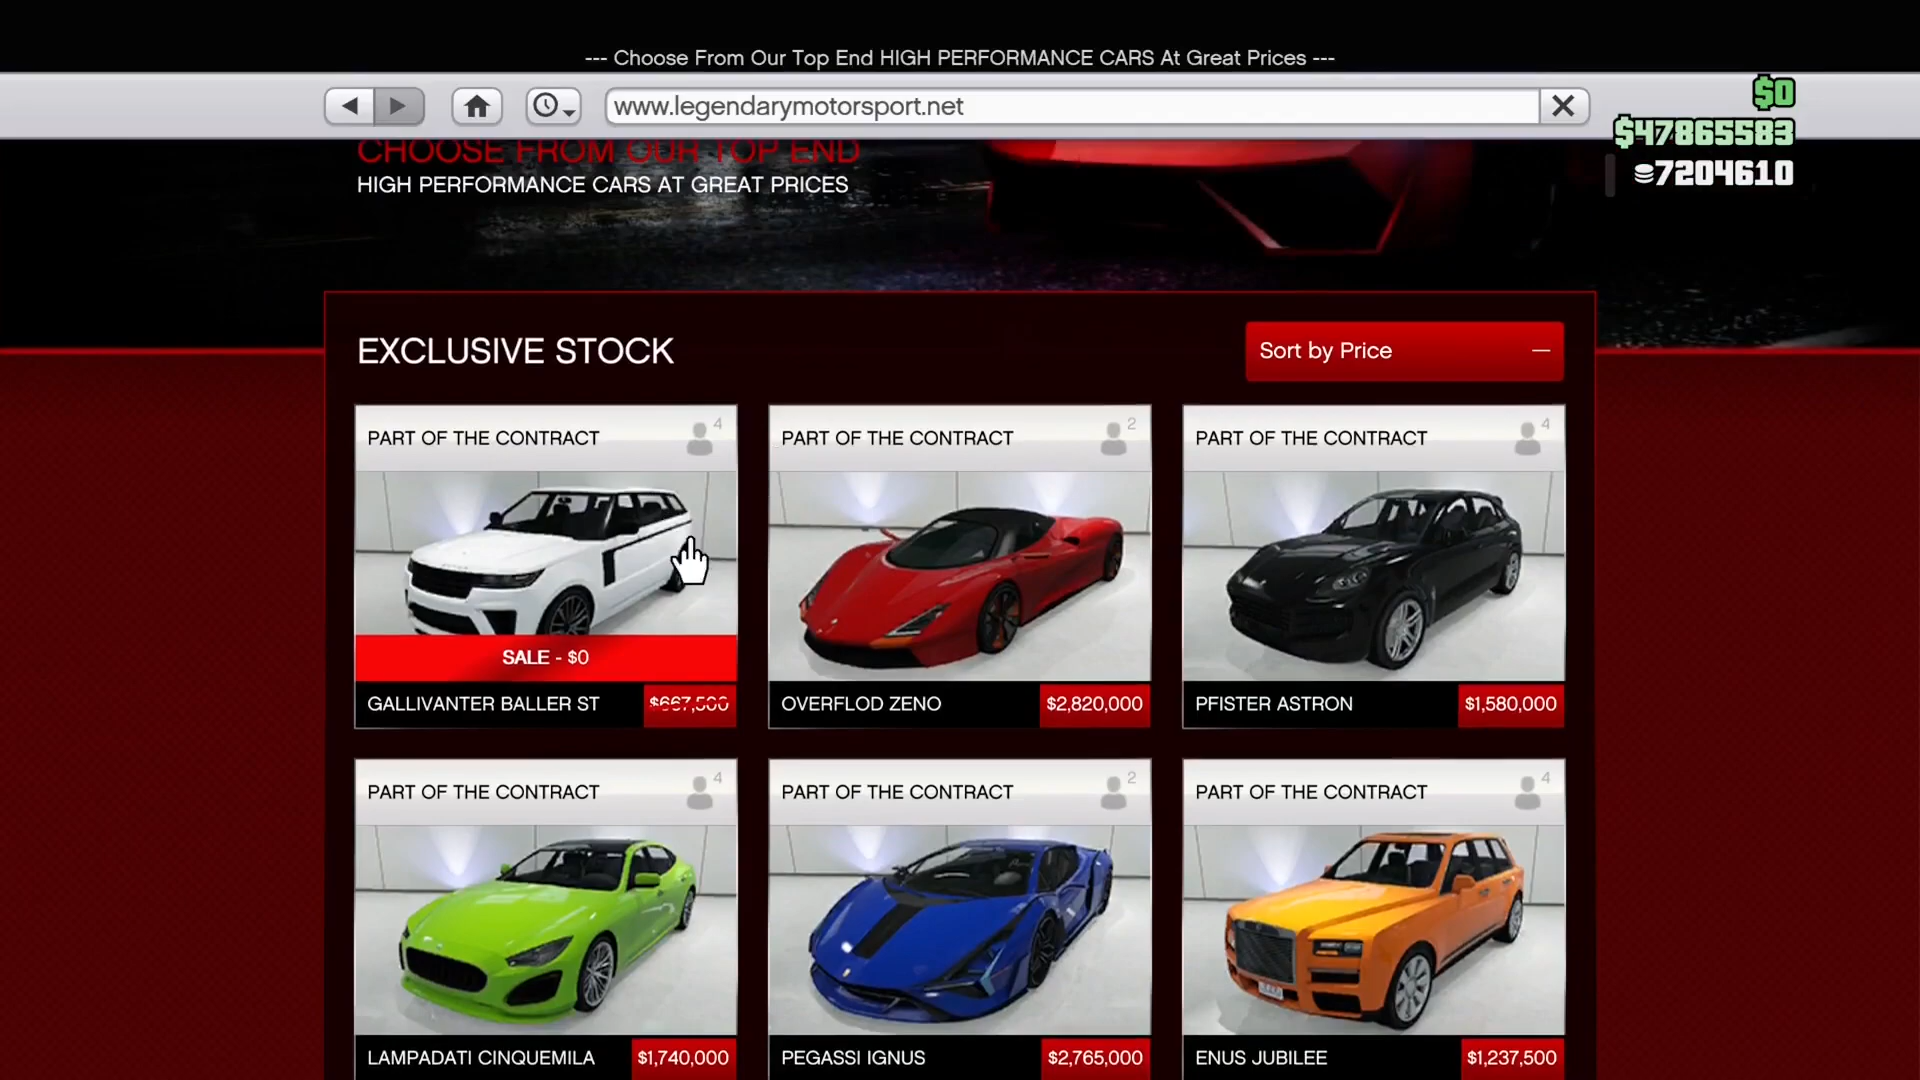 --- Choose From Our Top End HIGH PERFORMANCE CARS At Great Prices ---
www.legendarymotorsport.net
$0
$47865583
7204610
CHOOSE FROM OUR TOP END
HIGH PERFORMANCE CARS AT GREAT PRICES
EXCLUSIVE STOCK
Sort by Price
PART OF THE CONTRACT 4
PART OF THE CONTRACT 2
PART OF THE CONTRACT 4
SALE - $0
GALLIVANTER BALLER ST $667,500
OVERFLOD ZENO $2,820,000
PFISTER ASTRON $1,580,000
PART OF THE CONTRACT 4
PART OF THE CONTRACT 2
PART OF THE CONTRACT 4
LAMPADATI CINQUEMILA $1,740,000
PEGASSI IGNUS $2,765,000
ENUS JUBILEE $1,237,500